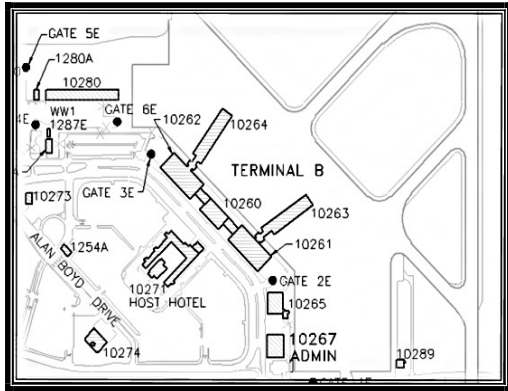 GATE 5E
1280A
10280
WW1
1287E
4E
GATE 6E
10262
10264
TERMINAL B
GATE 3E
10273
10260
10263
10261
1254A
ALAN BOYD DRIVE
10271
HOST HOTEL
GATE 2E
10265
10267
ADMIN
10274
10289